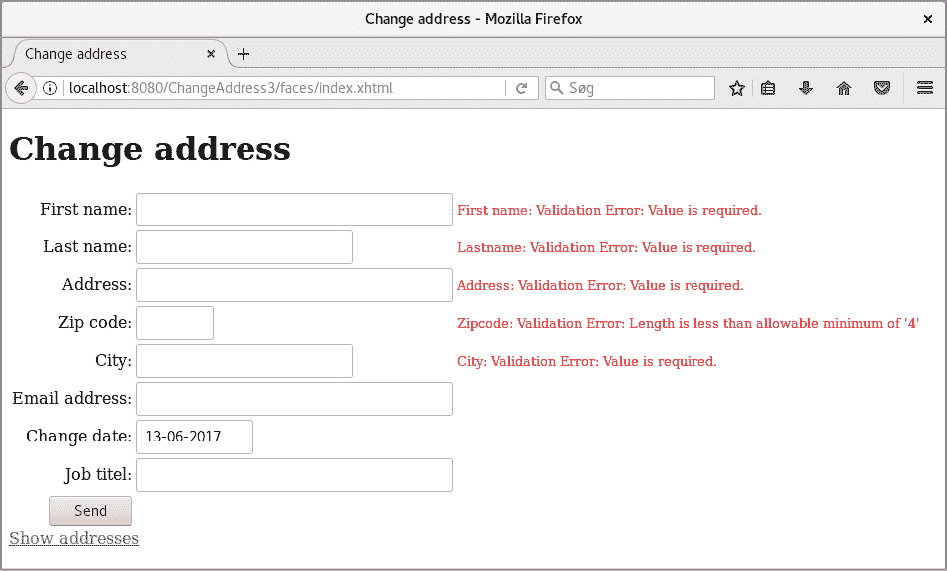 Change address - Mozilla Firefox
Change address
localhost:8080/ChangeAddress3/faces/index.xhtml
Søg
Change address
First name:
First name: Validation Error: Value is required.
Last name:
Lastname: Validation Error: Value is required.
Address:
Address: Validation Error: Value is required.
Zip code:
Zipcode: Validation Error: Length is less than allowable minimum of '4'
City:
City: Validation Error: Value is required.
Email address:
Change date: 13-06-2017
Job titel:
Send
Show addresses